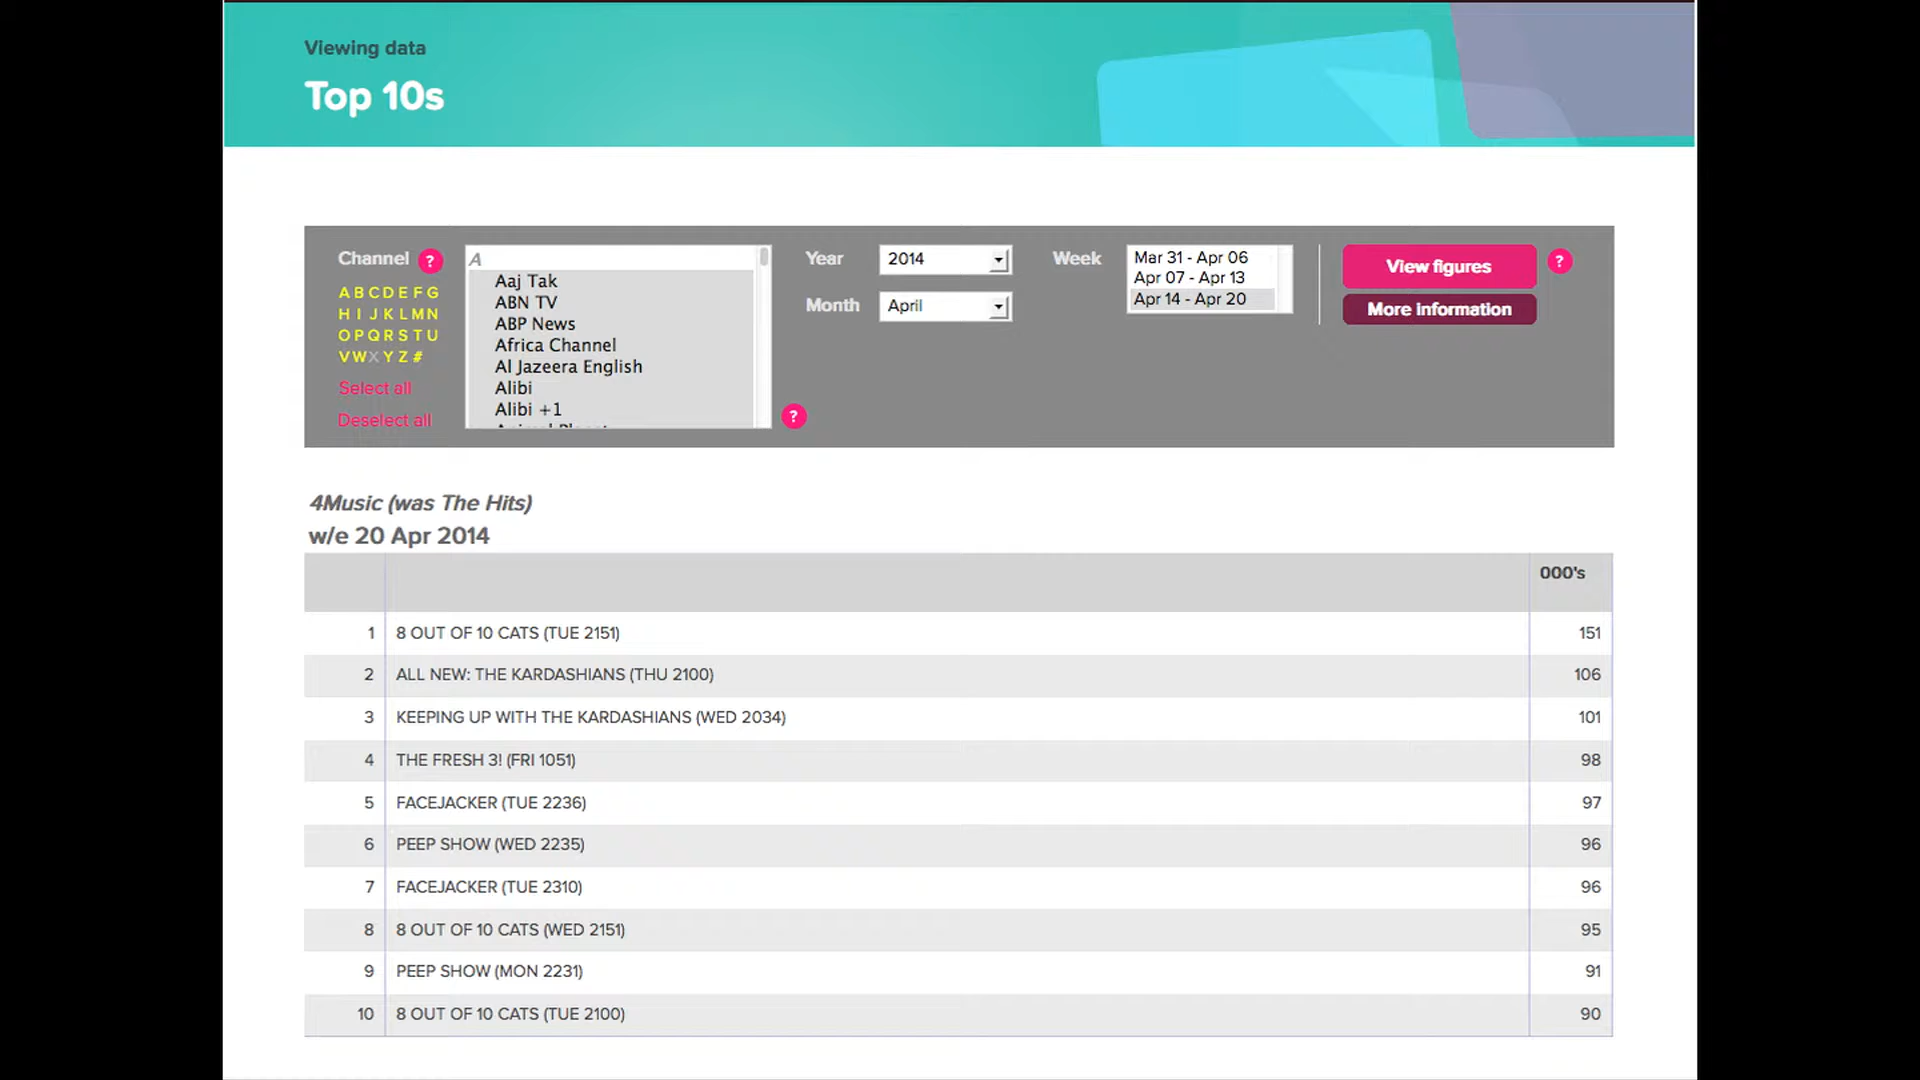 Viewing data
Top 10s
Channel ?
A B C D E F G
H I J K L M N
O P Q R S T U
V W X Y Z #
Select all
Deselect all
A
Aaj Tak
ABN TV
ABP News
Africa Channel
Al Jazeera English
Alibi
Alibi +1
?
Year 2014
Month April
Week
Mar 31 - Apr 06
Apr 07 - Apr 13
Apr 14 - Apr 20
View figures ?
More information
4Music (was The Hits)
w/e 20 Apr 2014
000's
1 8 OUT OF 10 CATS (TUE 2151) 151
2 ALL NEW: THE KARDASHIANS (THU 2100) 106
3 KEEPING UP WITH THE KARDASHIANS (WED 2034) 101
4 THE FRESH 3! (FRI 1051) 98
5 FACEJACKER (TUE 2236) 97
6 PEEP SHOW (WED 2235) 96
7 FACEJACKER (TUE 2310) 96
8 8 OUT OF 10 CATS (WED 2151) 95
9 PEEP SHOW (MON 2231) 91
10 8 OUT OF 10 CATS (TUE 2100) 90